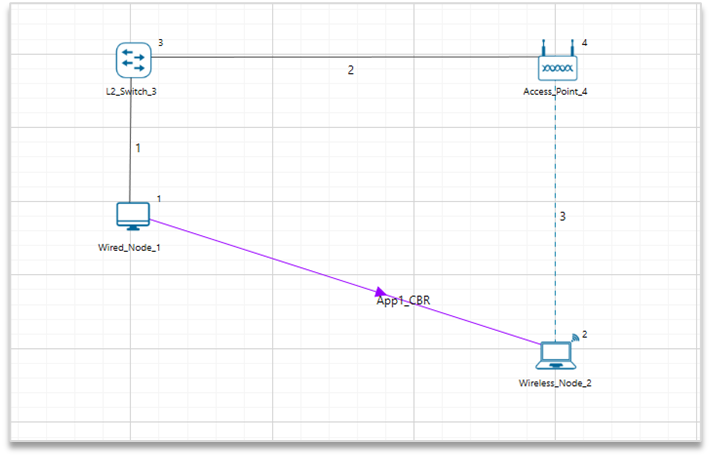 3
4
2
L2_Switch_3
Access_Point_4
1
1
3
Wired_Node_1
App1_CBR
2
Wireless_Node_2